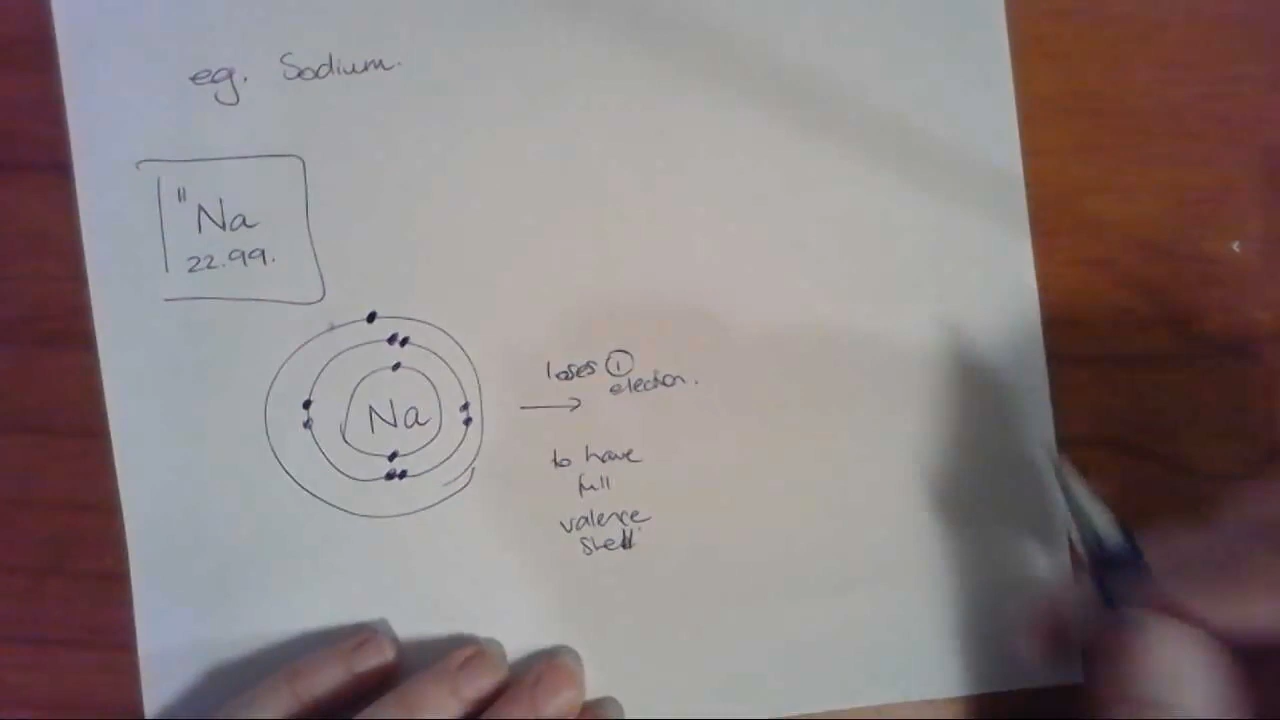 eg. Sodium.
11
Na
22.99.
Na
loses 1
electron.
to have
full
valence
shell